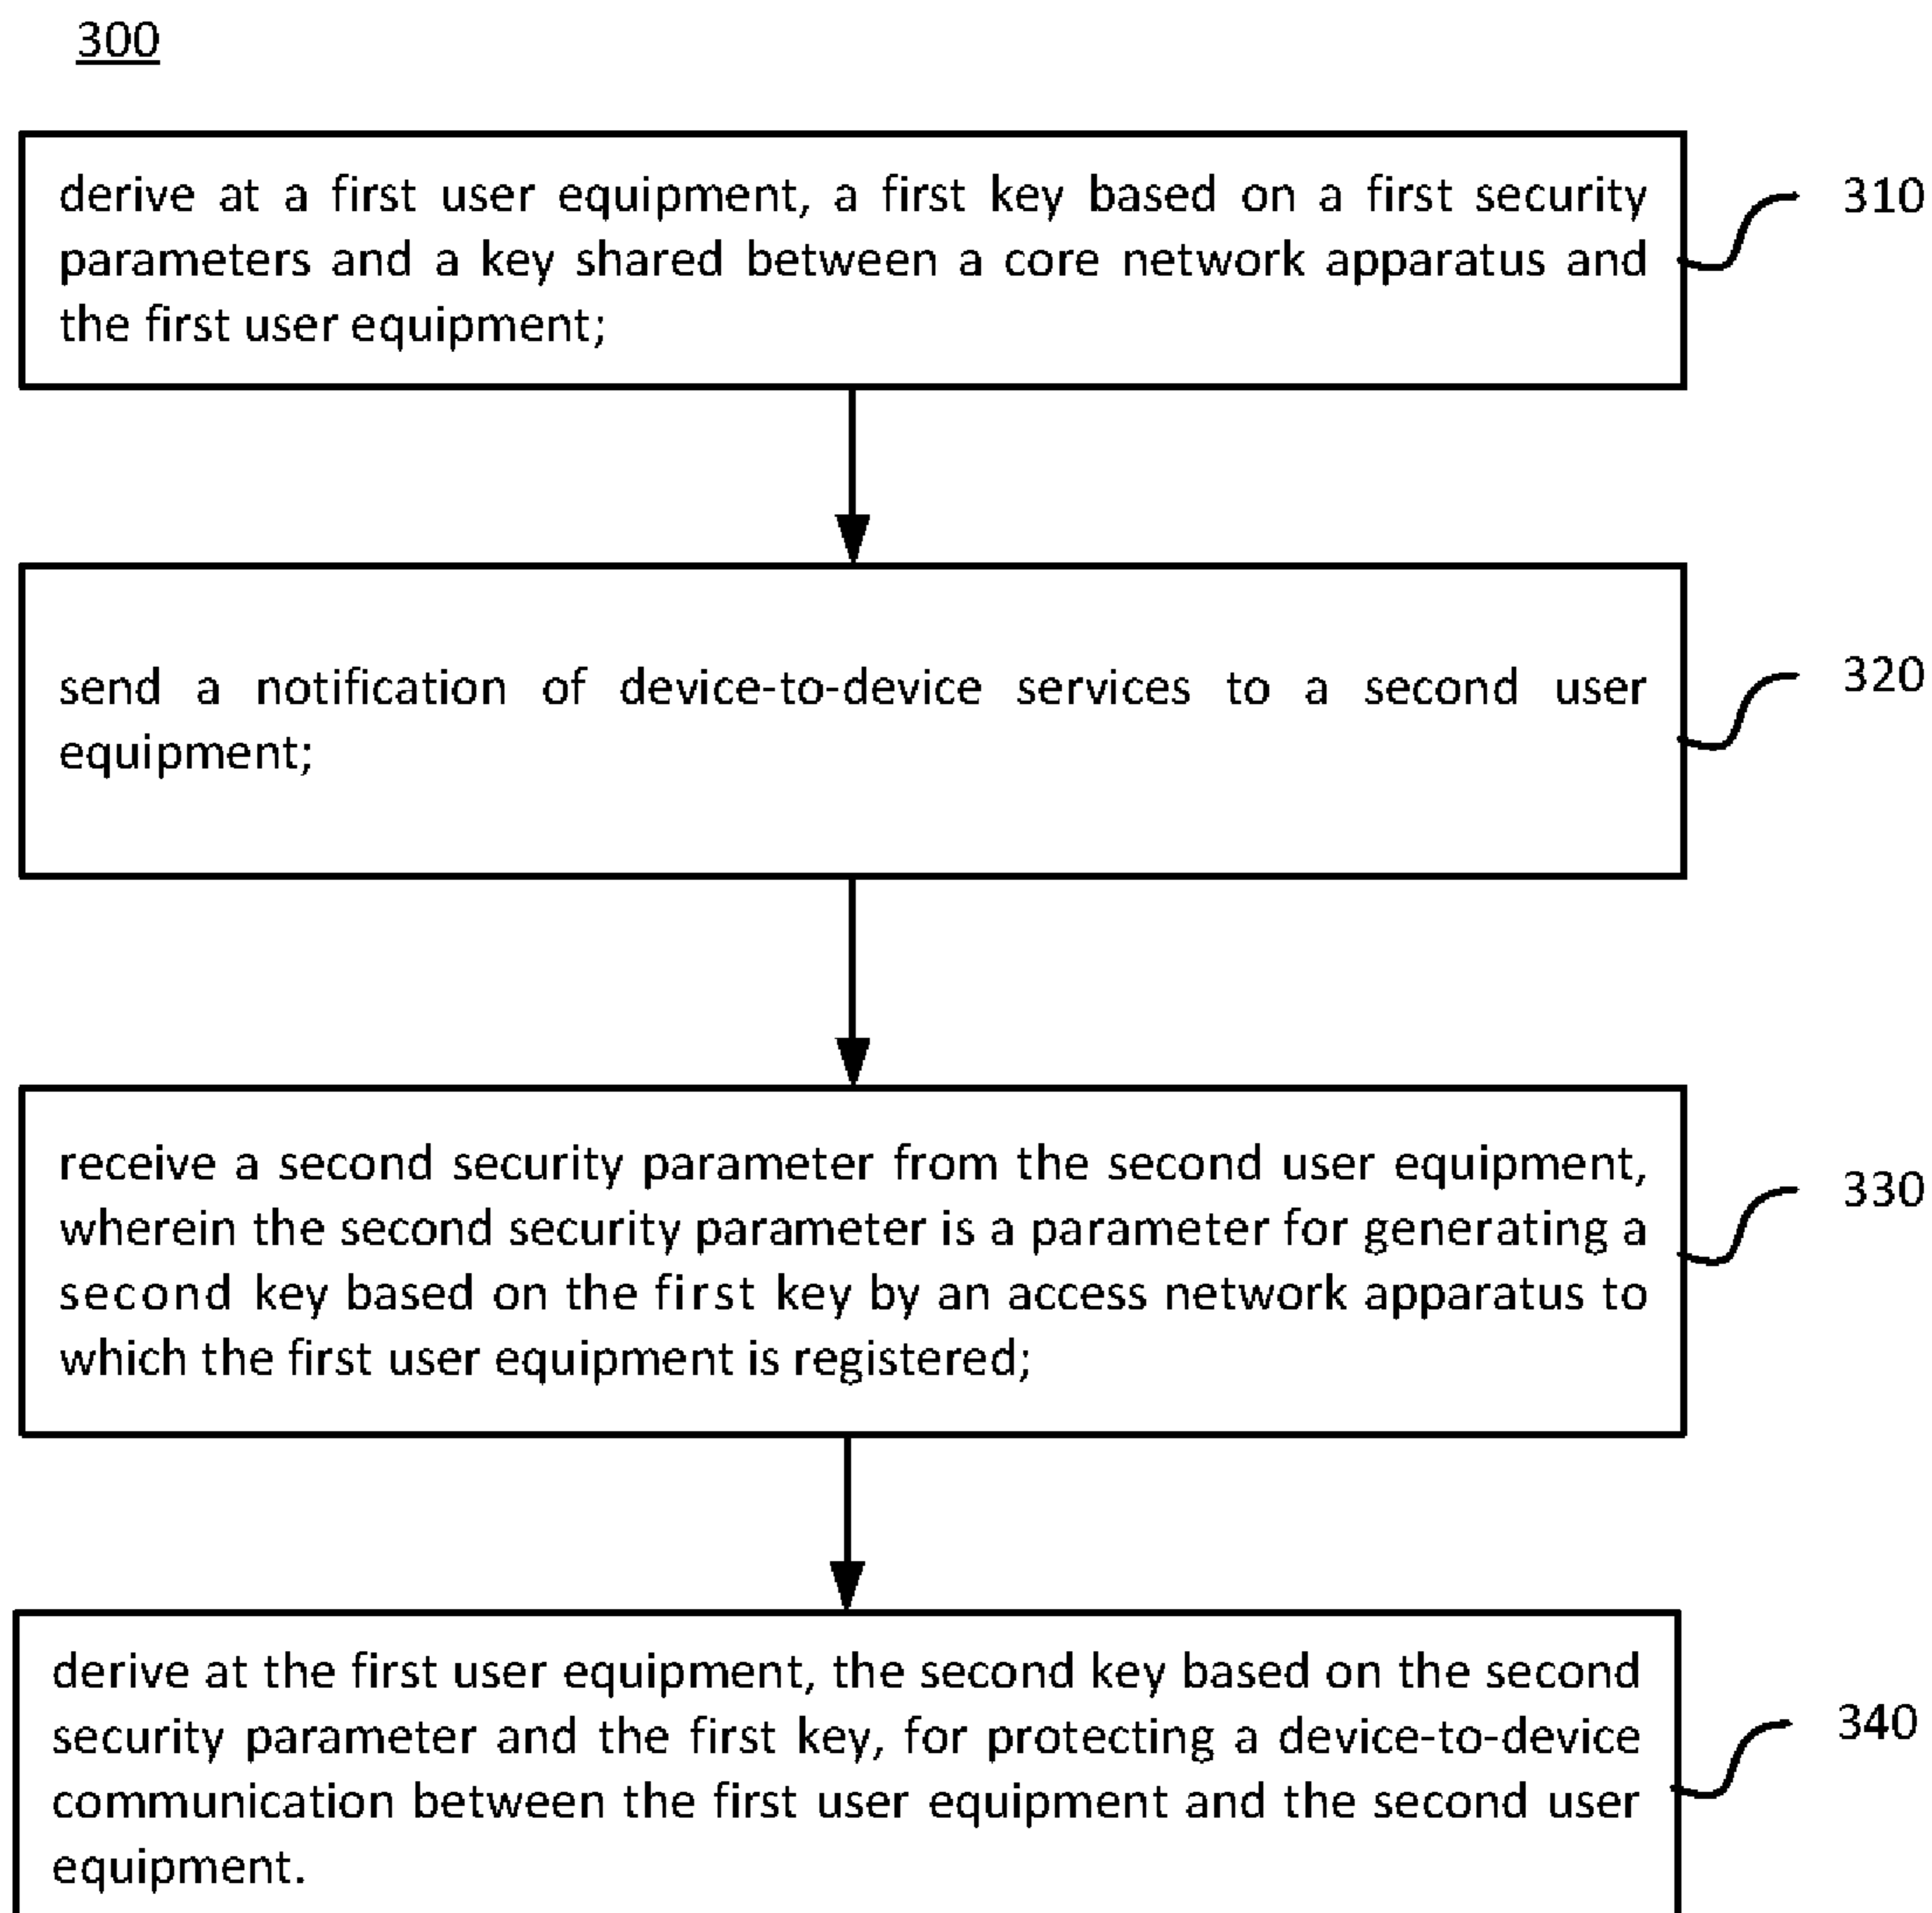 300
derive at a first user equipment, a first key based on a first security
parameters and a key shared between a core network apparatus and
the first user equipment;
310
send a notification of device-to-device services to a second user
equipment;
320
receive a second security parameter from the second user equipment,
wherein the second security parameter is a parameter for generating a
second key based on the first key by an access network apparatus to
which the first user equipment is registered;
330
derive at the first user equipment, the second key based on the second
security parameter and the first key, for protecting a device-to-device
communication between the first user equipment and the second user
equipment.
340